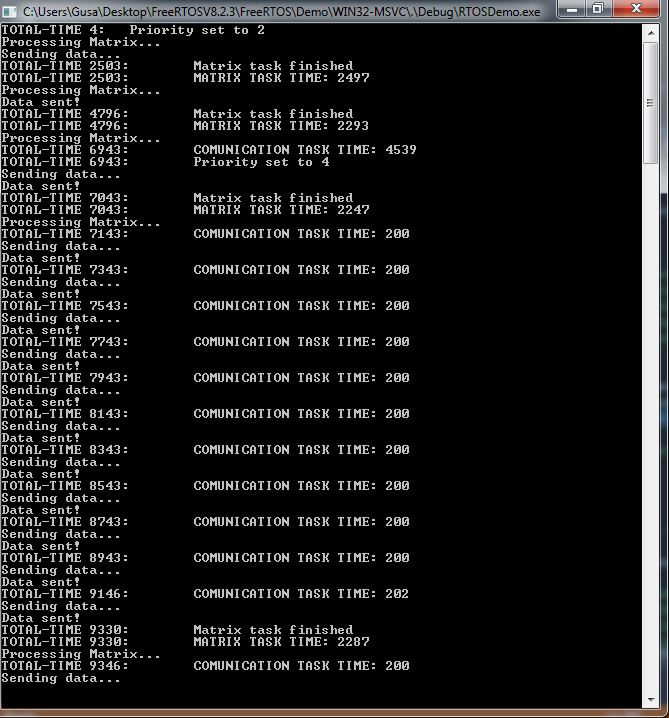 C:\Users\Gusa\Desktop\FreeRTOSV8.2.3\FreeRTOS\Demo\WIN32-MSVC\.\Debug\RTOSDemo.exe
TOTAL-TIME 4:   Priority set to 2
Processing Matrix...
Sending data...
TOTAL-TIME 2503:        Matrix task finished
TOTAL-TIME 2503:        MATRIX TASK TIME: 2497
Processing Matrix...
Data sent!
TOTAL-TIME 4796:        Matrix task finished
TOTAL-TIME 4796:        MATRIX TASK TIME: 2293
Processing Matrix...
TOTAL-TIME 6943:        COMUNICATION TASK TIME: 4539
TOTAL-TIME 6943:        Priority set to 4
Sending data...
Data sent!
TOTAL-TIME 7043:        Matrix task finished
TOTAL-TIME 7043:        MATRIX TASK TIME: 2247
Processing Matrix...
TOTAL-TIME 7143:        COMUNICATION TASK TIME: 200
Sending data...
Data sent!
TOTAL-TIME 7343:        COMUNICATION TASK TIME: 200
Sending data...
Data sent!
TOTAL-TIME 7543:        COMUNICATION TASK TIME: 200
Sending data...
Data sent!
TOTAL-TIME 7743:        COMUNICATION TASK TIME: 200
Sending data...
Data sent!
TOTAL-TIME 7943:        COMUNICATION TASK TIME: 200
Sending data...
Data sent!
TOTAL-TIME 8143:        COMUNICATION TASK TIME: 200
Sending data...
Data sent!
TOTAL-TIME 8343:        COMUNICATION TASK TIME: 200
Sending data...
Data sent!
TOTAL-TIME 8543:        COMUNICATION TASK TIME: 200
Sending data...
Data sent!
TOTAL-TIME 8743:        COMUNICATION TASK TIME: 200
Sending data...
Data sent!
TOTAL-TIME 8943:        COMUNICATION TASK TIME: 200
Sending data...
Data sent!
TOTAL-TIME 9146:        COMUNICATION TASK TIME: 202
Sending data...
Data sent!
TOTAL-TIME 9330:        Matrix task finished
TOTAL-TIME 9330:        MATRIX TASK TIME: 2287
Processing Matrix...
TOTAL-TIME 9346:        COMUNICATION TASK TIME: 200
Sending data...